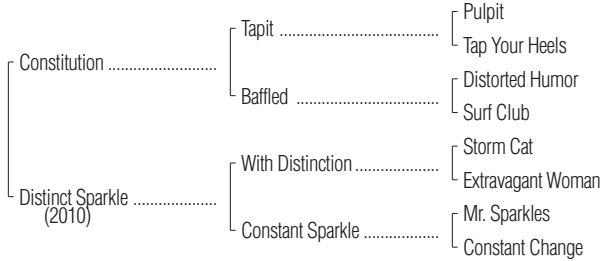 Pulpit
Tapit ............................
Tap Your Heels
Constitution ..........................
Distorted Humor
Baffled .........................
Surf Club
Storm Cat
With Distinction ...............
Extravagant Woman
Distinct Sparkle ....................
(2010)
Mr. Sparkles
Constant Sparkle ..................
Constant Change